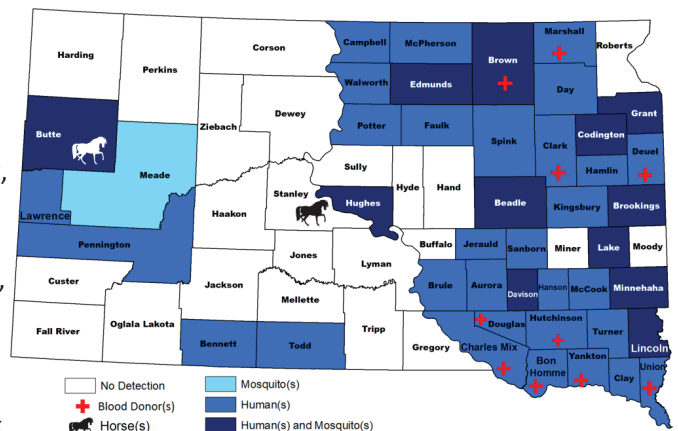 Harding
Perkins
Corson
Campbell
McPherson
Brown
Marshall
Roberts
Walworth
Edmunds
Day
Butte
Ziebach
Dewey
Potter
Faulk
Spink
Grant
Codington
Meade
Sully
Clark
Deuel
Hamlin
Lawrence
Haakon
Stanley
Hughes
Hyde
Hand
Beadle
Kingsbury
Brookings
Pennington
Jones
Lyman
Buffalo
Jerauld
Sanborn
Miner
Lake
Moody
Custer
Jackson
Mellette
Brule
Aurora
Davison
Hanson
McCook
Minnehaha
Fall River
Oglala Lakota
Bennett
Todd
Tripp
Gregory
Charles Mix
Douglas
Hutchinson
Turner
Lincoln
Bon
Homme
Yankton
Clay
Union
No Detection
Mosquito(s)
Blood Donor(s)
Human(s)
Horse(s)
Human(s) and Mosquito(s)